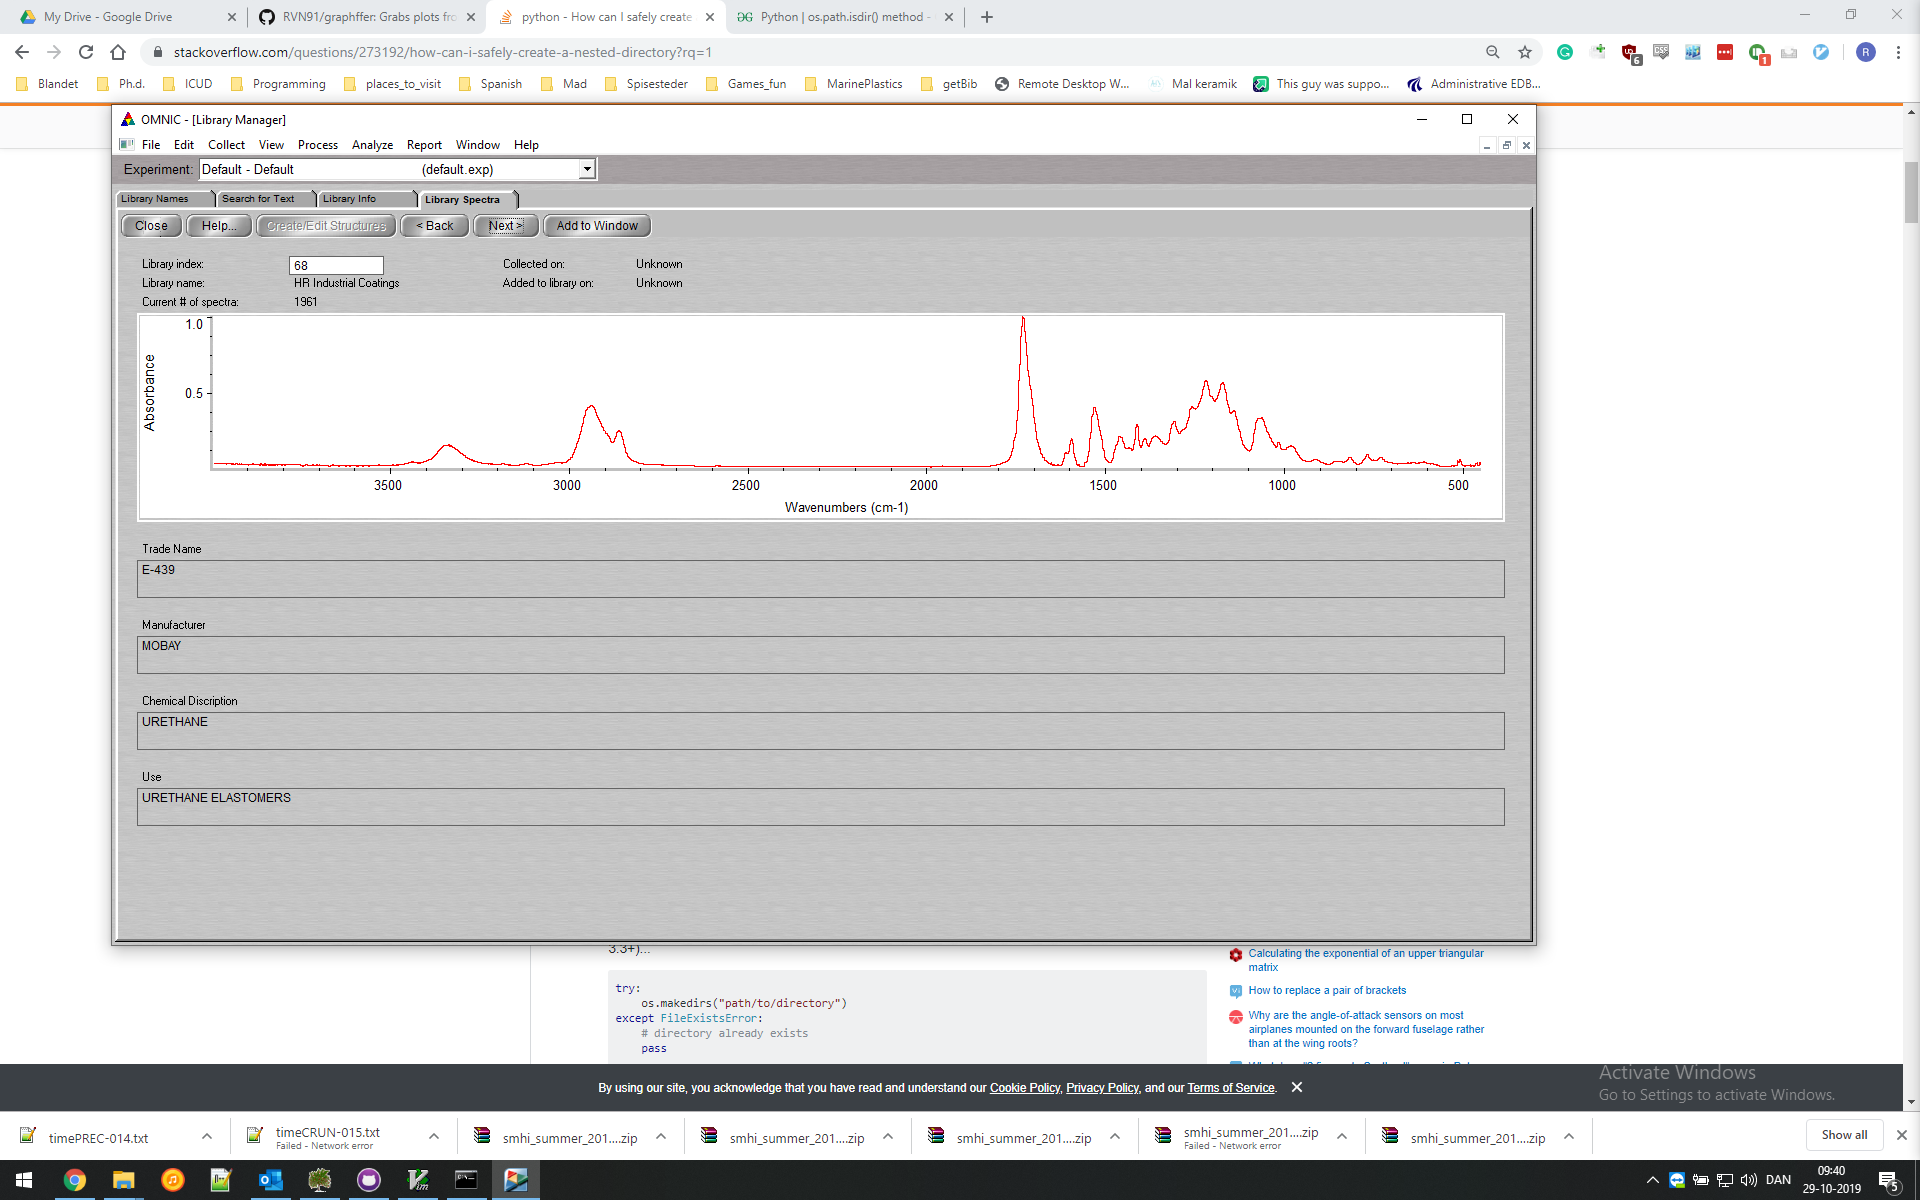 My Drive - Google Drive
RVN91/graphffer: Grabs plots fro
python - How can I safely create
Python | os.path.isdir() method -
stackoverflow.com/questions/273192/how-can-i-safely-create-a-nested-directory?rq=1
6
CSS
1
R
Blandet
Ph.d.
ICUD
Programming
places_to_visit
Spanish
Mad
Spisesteder
Games_fun
MarinePlastics
getBib
Remote Desktop W...
Mal keramik
This guy was suppo...
Administrative EDB...
OMNIC - [Library Manager]
File Edit Collect View Process Analyze Report Window Help
Experiment: Default - Default (default.exp)
Library Names Search for Text Library Info Library Spectra
Close Help... Create/Edit Structures < Back Next > Add to Window
Library index: 68 Collected on: Unknown
Library name: HR Industrial Coatings Added to library on: Unknown
Current # of spectra: 1961
1.0
0.5
Absorbance
3500 3000 2500 2000 1500 1000 500
Wavenumbers (cm-1)
Trade Name
E-439
Manufacturer
MOBAY
Chemical Discription
URETHANE
Use
URETHANE ELASTOMERS
3.3+)...
try:
os.makedirs("path/to/directory")
except FileExistsError:
# directory already exists
pass
Calculating the exponential of an upper triangular
matrix
How to replace a pair of brackets
Why are the angle-of-attack sensors on most
airplanes mounted on the forward fuselage rather
than at the wing roots?
By using our site, you acknowledge that you have read and understand our Cookie Policy, Privacy Policy, and our Terms of Service.
Activate Windows
Go to Settings to activate Windows.
timePREC-014.txt
timeCRUN-015.txt
Failed - Network error
smhi_summer_201....zip
smhi_summer_201....zip
smhi_summer_201....zip
smhi_summer_201....zip
Failed - Network error
smhi_summer_201....zip
Show all
DAN
09:40
29-10-2019
5